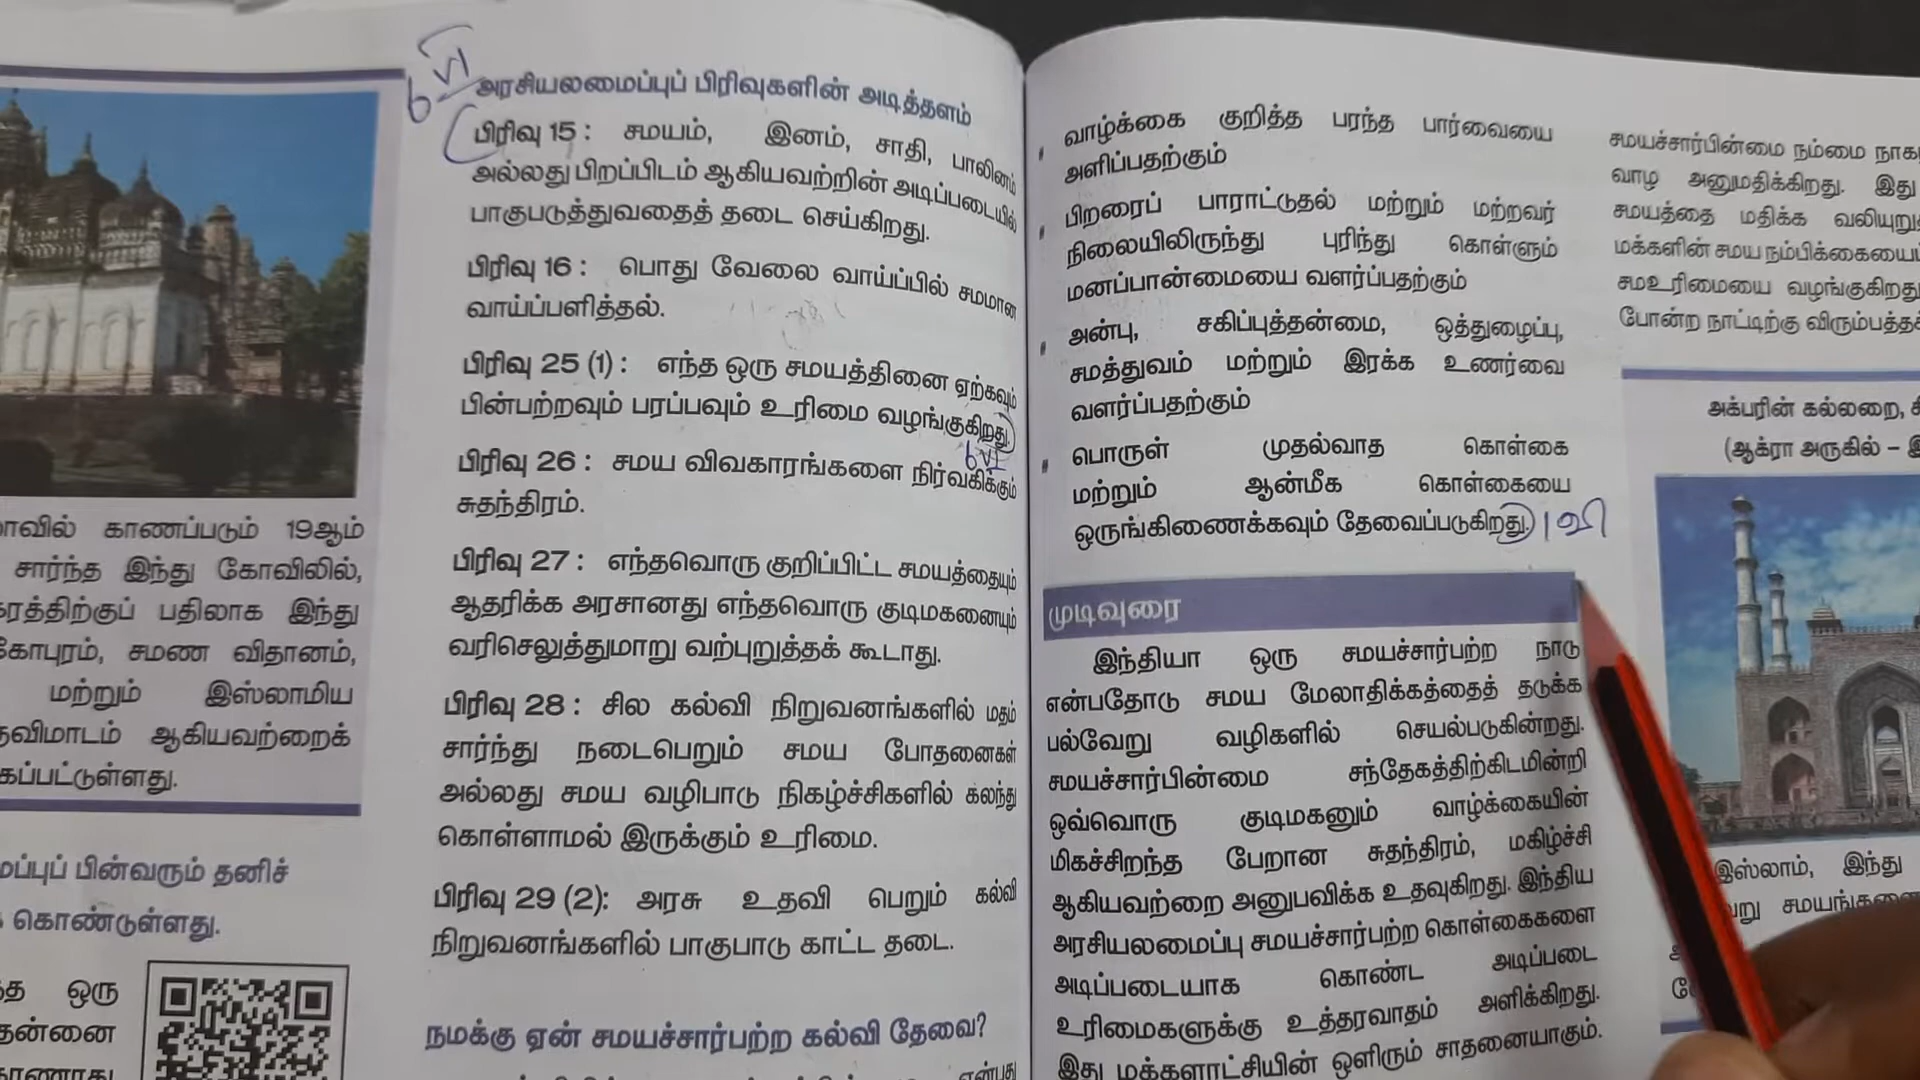 காணப்படும் 19ஆம்
சார்ந்த இந்து கோவிலில்,
பதிலாக இந்து
கோபுரம், சமண விதானம்,
மற்றும் இஸ்லாமிய
ஆகியவற்றைக்
பின்வரும் தனிச்
கொண்டுள்ளது.
ஒரு
6 VI
அரசியலமைப்புப் பிரிவுகளின் அடித்தளம்
பிரிவு 15 : சமயம், இனம், சாதி, பாலினம்
அல்லது பிறப்பிடம் ஆகியவற்றின் அடிப்படையில்
பாகுபடுத்துவதைத் தடை செய்கிறது.
பிரிவு 16 : பொது வேலை வாய்ப்பில் சமமான
வாய்ப்பளித்தல்.
பிரிவு 25 (1) : எந்த ஒரு சமயத்தினை ஏற்கவும்
பின்பற்றவும் பரப்பவும் உரிமை வழங்குகிறது.
6 VI
பிரிவு 26 : சமய விவகாரங்களை நிர்வகிக்கும்
சுதந்திரம்.
பிரிவு 27 : எந்தவொரு குறிப்பிட்ட சமயத்தையும்
ஆதரிக்க அரசானது எந்தவொரு குடிமகனையும்
வரிசெலுத்துமாறு வற்புறுத்தக் கூடாது.
பிரிவு 28 : சில கல்வி நிறுவனங்களில் மதம்
சார்ந்து நடைபெறும் சமய போதனைகள்
அல்லது சமய வழிபாடு நிகழ்ச்சிகளில் கலந்து
கொள்ளாமல் இருக்கும் உரிமை.
பிரிவு 29 (2): அரசு உதவி பெறும் கல்வி
நிறுவனங்களில் பாகுபாடு காட்ட தடை.
நமக்கு ஏன் சமயச்சார்பற்ற கல்வி தேவை?
என்பது
வாழ்க்கை குறித்த பரந்த பார்வையை
அளிப்பதற்கும்
பிறரைப் பாராட்டுதல் மற்றும் மற்றவர்
நிலையிலிருந்து புரிந்து கொள்ளும்
மனப்பான்மையை வளர்ப்பதற்கும்
அன்பு, சகிப்புத்தன்மை, ஒத்துழைப்பு,
சமத்துவம் மற்றும் இரக்க உணர்வை
வளர்ப்பதற்கும்
பொருள் முதல்வாத கொள்கை
மற்றும் ஆன்மீக கொள்கையை
ஒருங்கிணைக்கவும் தேவைப்படுகிறது.
முடிவுரை
இந்தியா ஒரு சமயச்சார்பற்ற நாடு
என்பதோடு சமய மேலாதிக்கத்தைத் தடுக்க
பல்வேறு வழிகளில் செயல்படுகின்றது.
சமயச்சார்பின்மை சந்தேகத்திற்கிடமின்றி
ஒவ்வொரு குடிமகனும் வாழ்க்கையின்
மிகச்சிறந்த பேறான சுதந்திரம், மகிழ்ச்சி
ஆகியவற்றை அனுபவிக்க உதவுகிறது. இந்திய
அரசியலமைப்பு சமயச்சார்பற்ற கொள்கைகளை
அடிப்படையாக கொண்ட அடிப்படை
உரிமைகளுக்கு உத்தரவாதம் அளிக்கிறது.
இது மக்களாட்சியின் ஒளிரும் சாதனையாகும்.
சமயச்சார்பின்மை நம்மை
வாழ அனுமதிக்கிறது. இது
சமயத்தை மதிக்க
மக்களின் சமய
சமஉரிமையை
போன்ற நாட்டிற்கு
அக்பரின் கல்லறை,
(ஆக்ரா அருகில் –
இஸ்லாம், இந்து